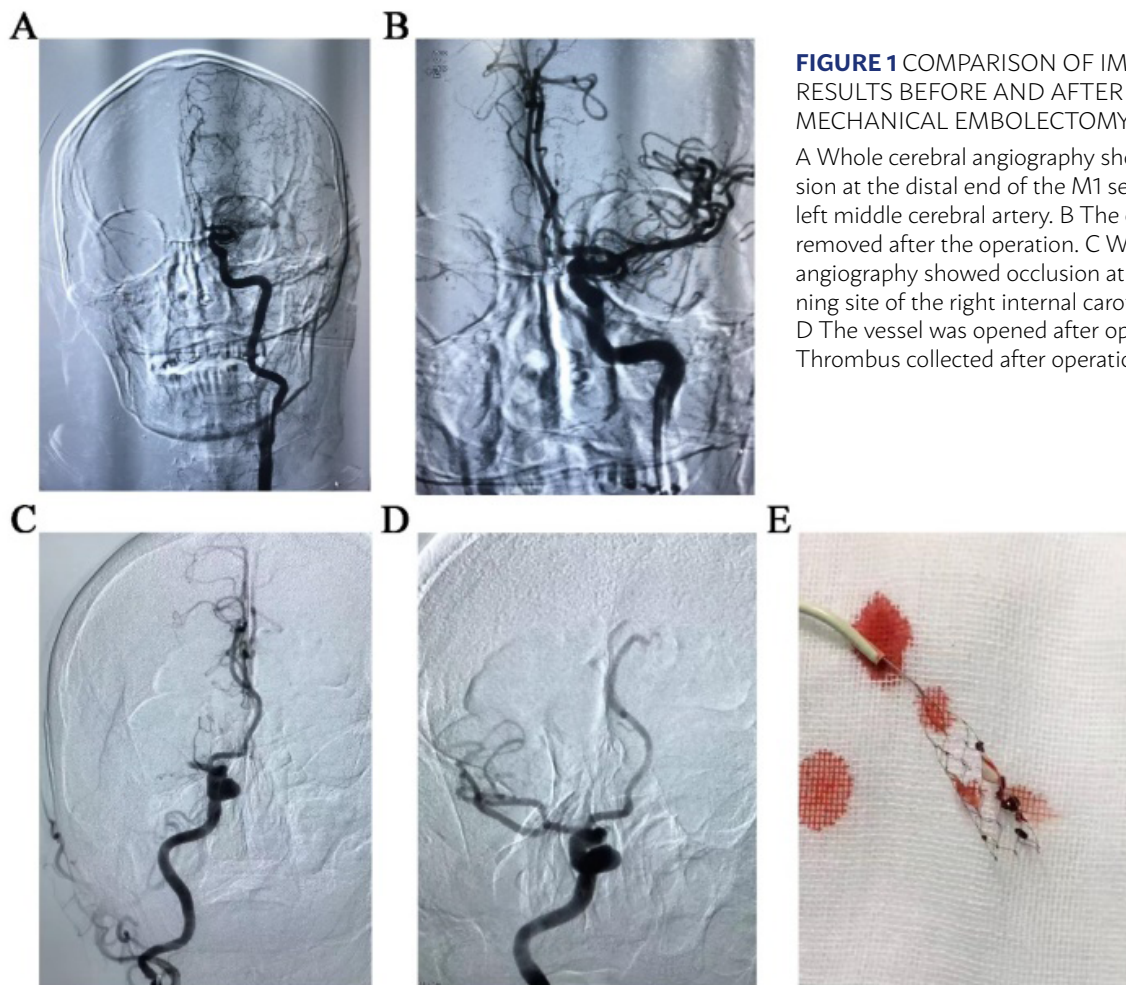 A
B
FIGURE 1 COMPARISON OF IM
RESULTS BEFORE AND AFTER
MECHANICAL EMBOLECTOMY
A Whole cerebral angiography sho
sion at the distal end of the M1 se
left middle cerebral artery. B The
removed after the operation. C W
angiography showed occlusion at
ning site of the right internal caro
D The vessel was opened after op
Thrombus collected after operatio
C
D
E